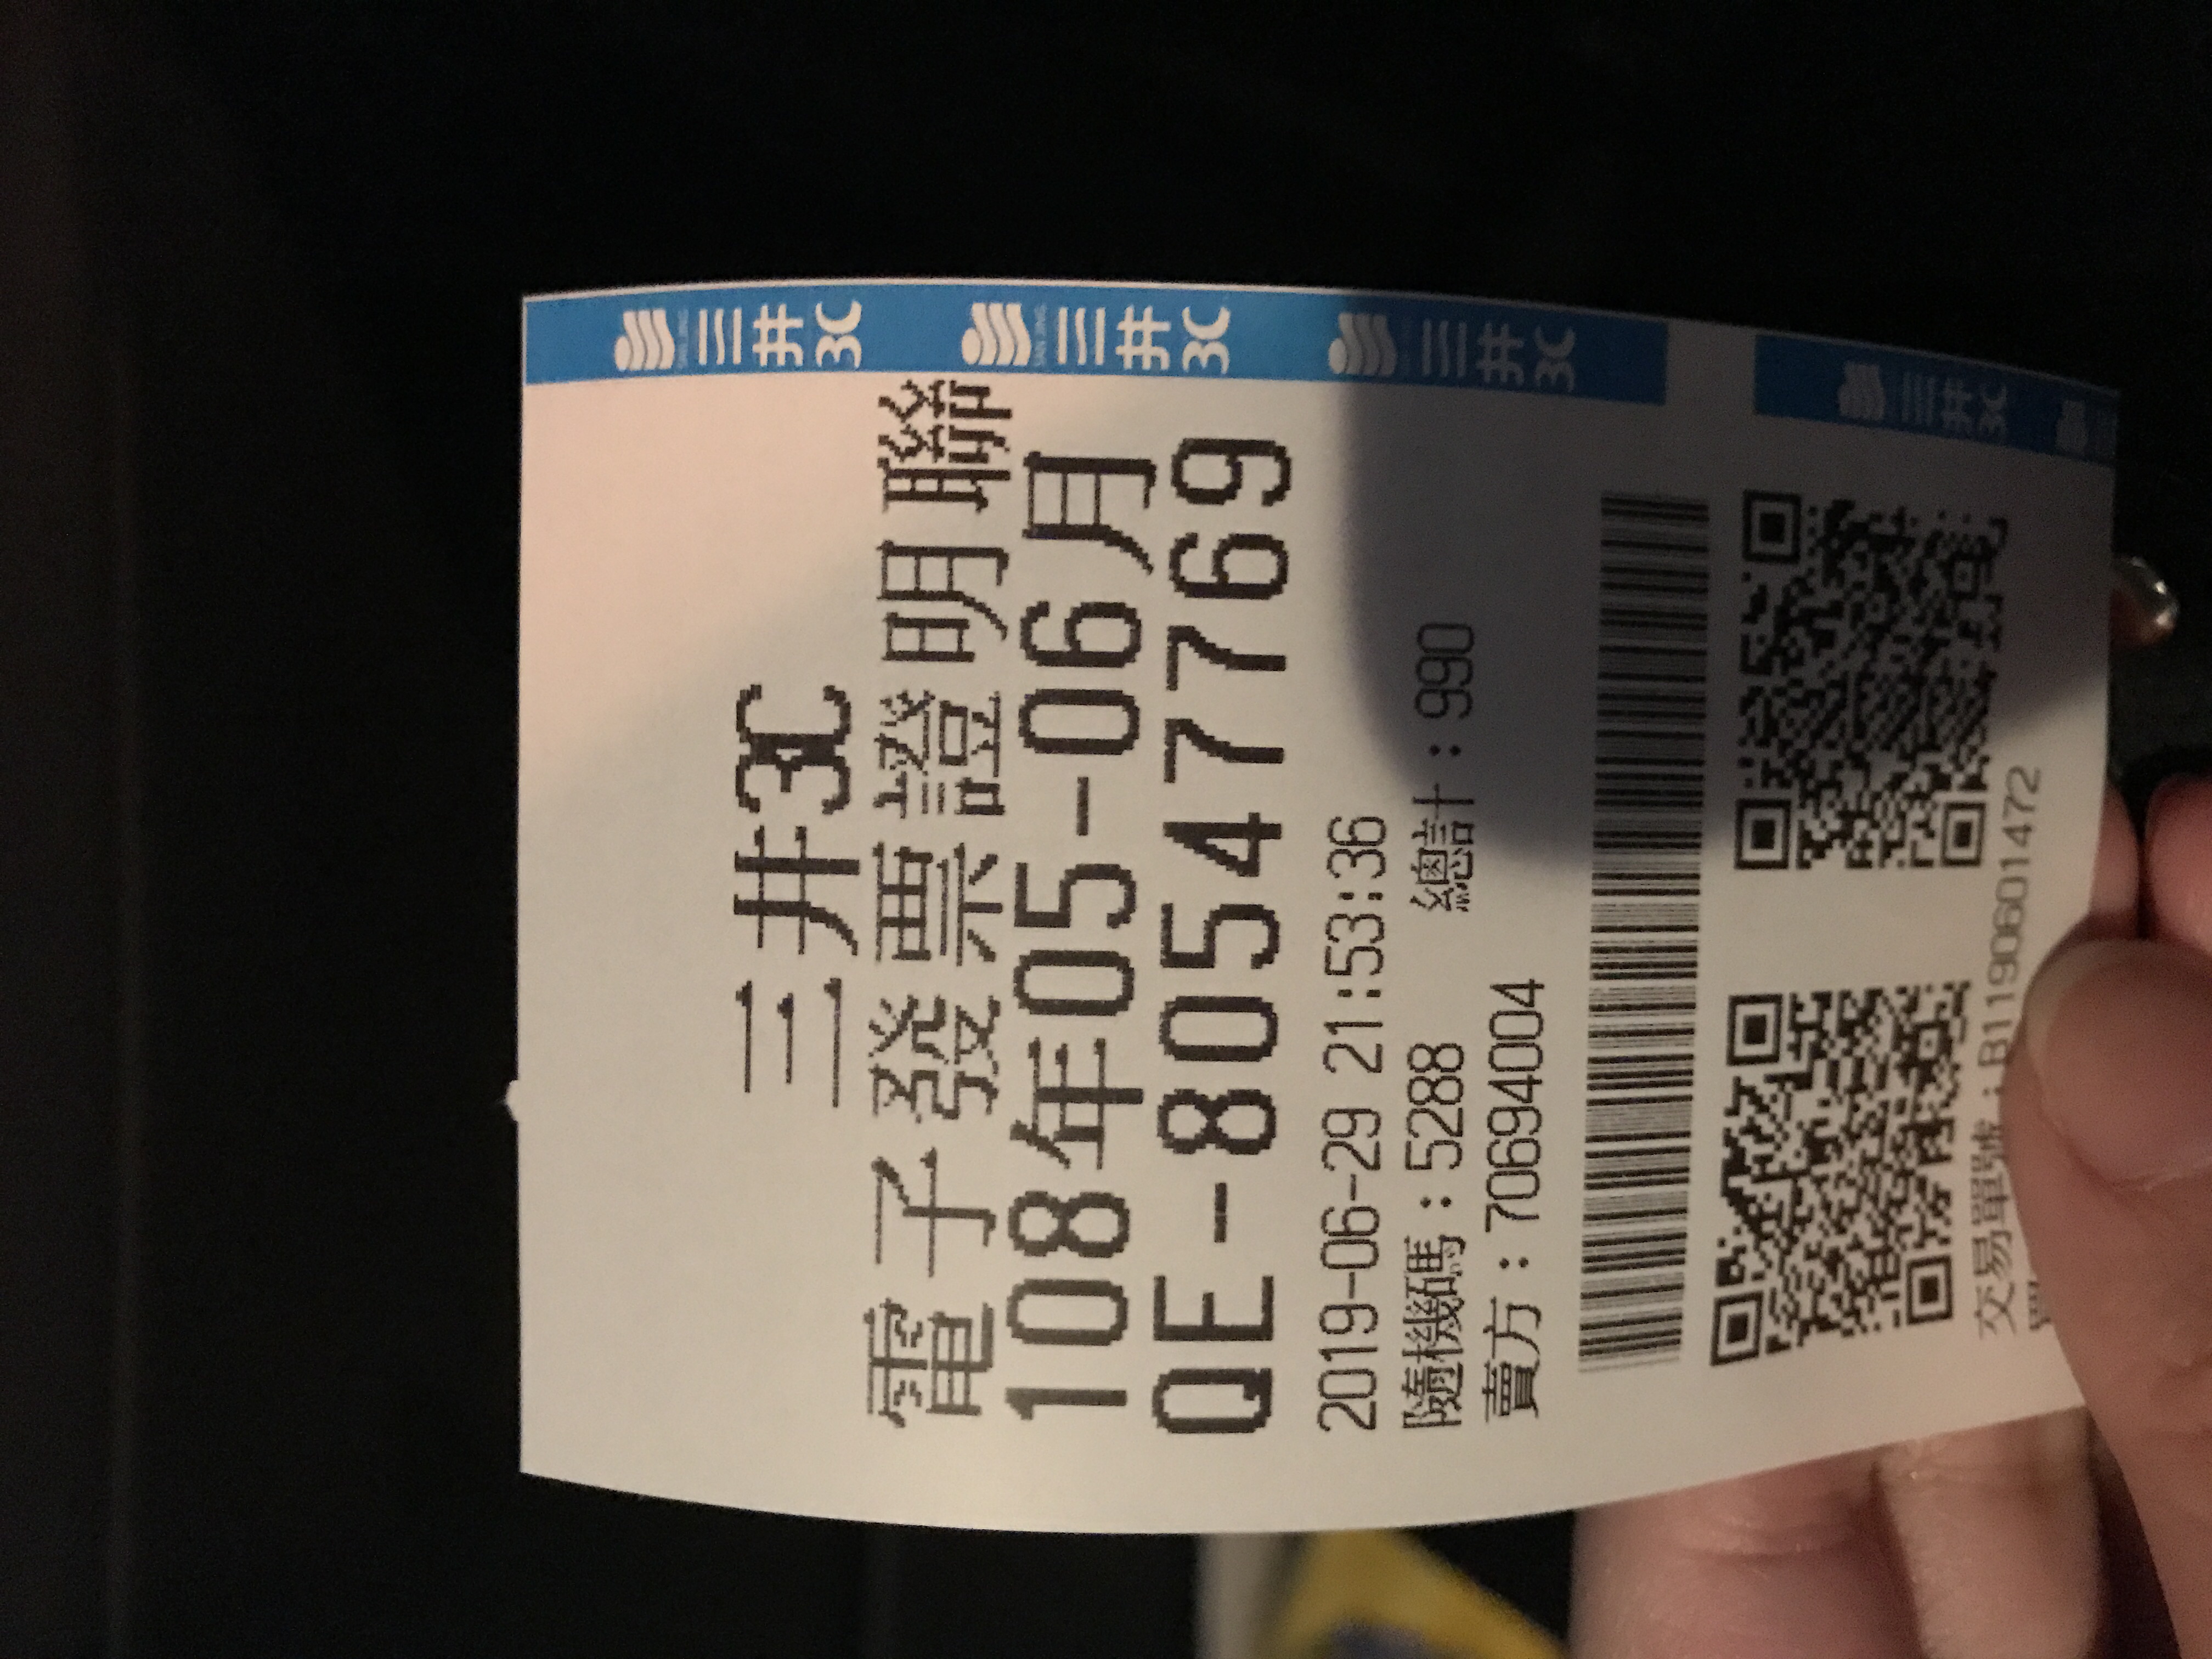 三井3C
電子發票證明聯
108年05-06月
QE-80547769
2019-06-29 21:53:36
隨機碼：5288 總計：990
賣方：70694004
交易單號：B1190601472
三井3C
SAN JING
三井3C
三井3C
三井3C